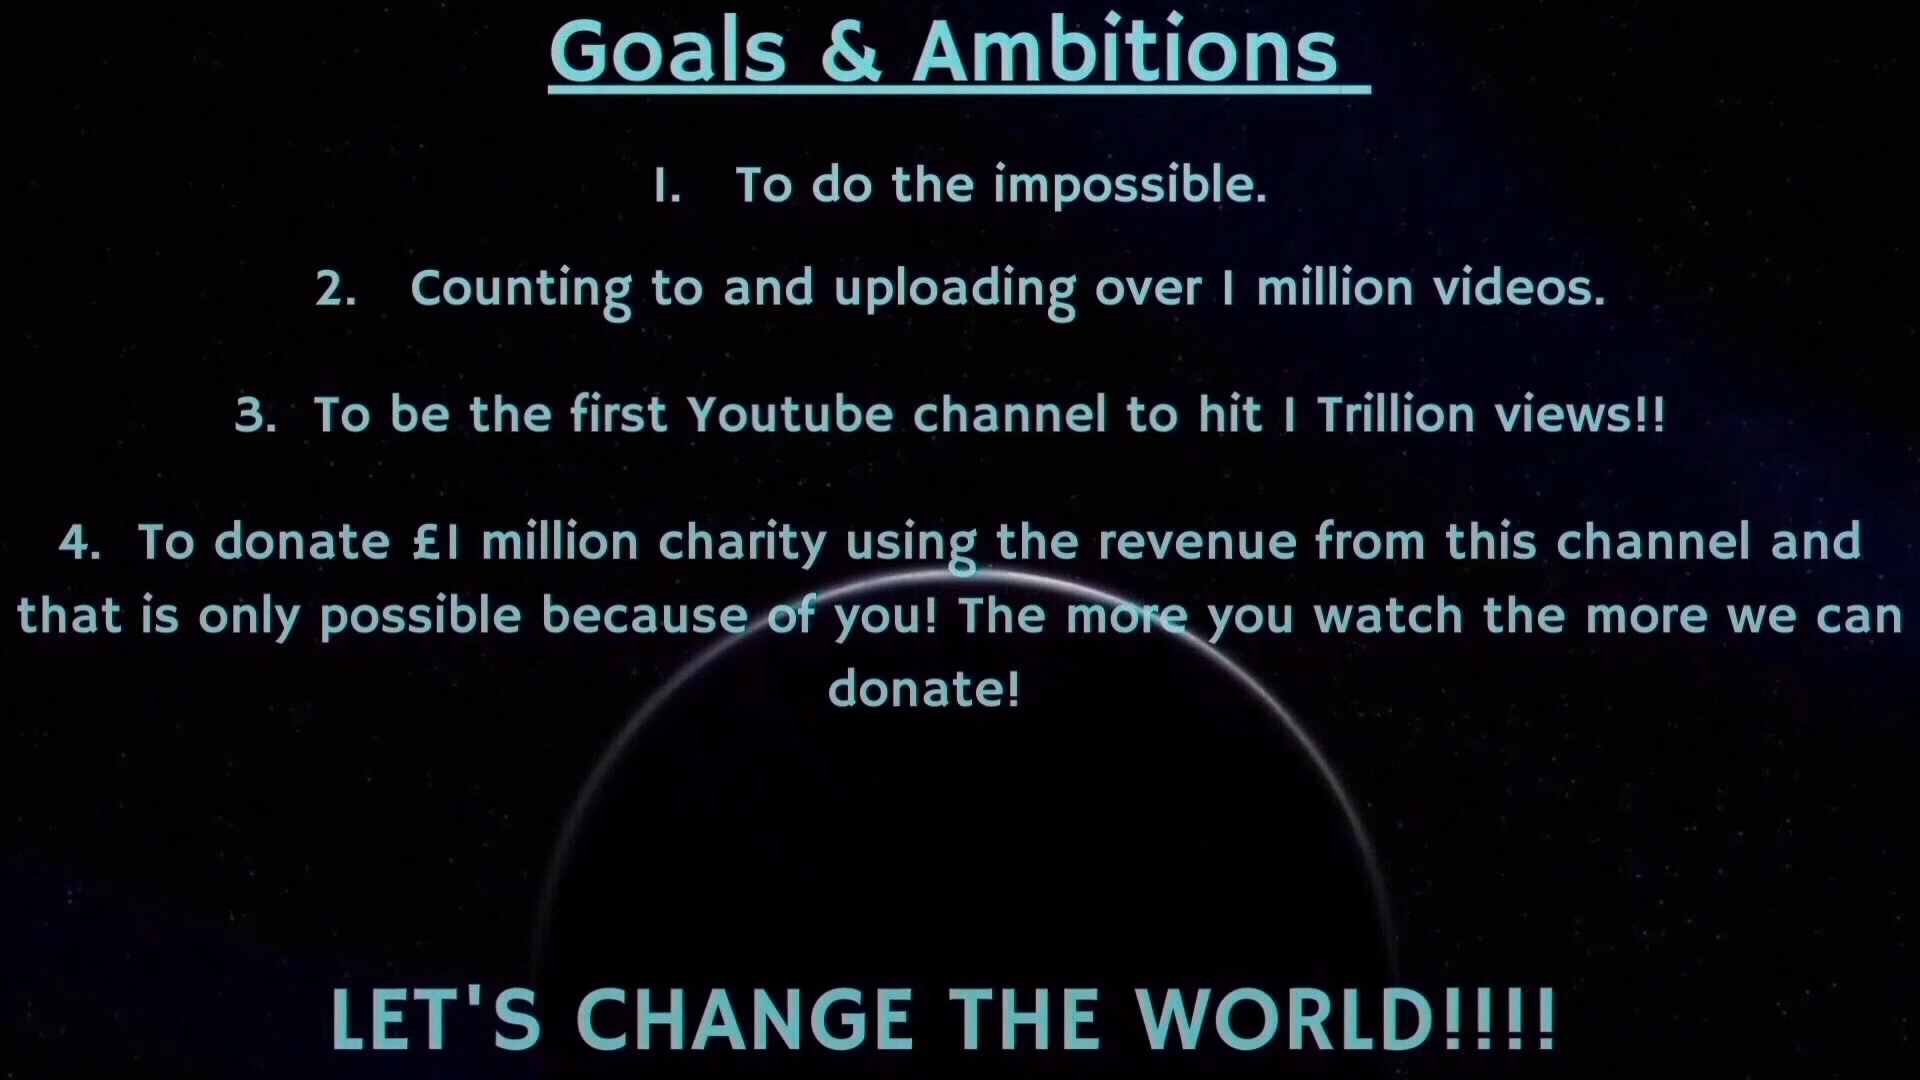 Goals & Ambitions
1. To do the impossible.
2. Counting to and uploading over 1 million videos.
3. To be the first Youtube channel to hit 1 Trillion views!!
4. To donate £1 million charity using the revenue from this channel and
that is only possible because of you! The more you watch the more we can
donate!
LET'S CHANGE THE WORLD!!!!